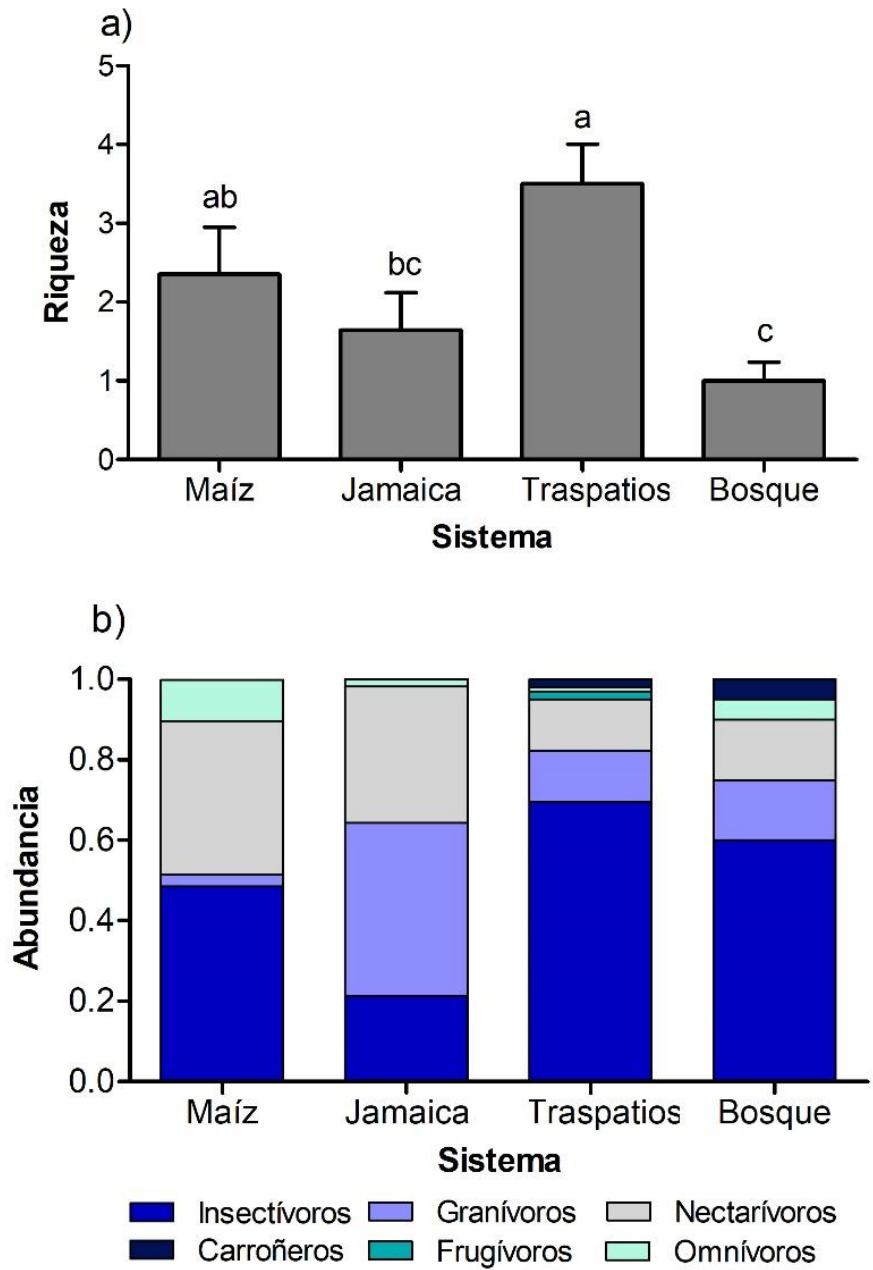 a)
5
4
3
2
1
0
Riqueza
ab
bc
a
c
Maíz Jamaica Traspatios Bosque
Sistema
b)
1.0
0.8
0.6
0.4
0.2
0.0
Abundancia
Maíz Jamaica Traspatios Bosque
Sistema
Insectívoros Granívoros Nectarívoros
Carroñeros Frugívoros Omnívoros